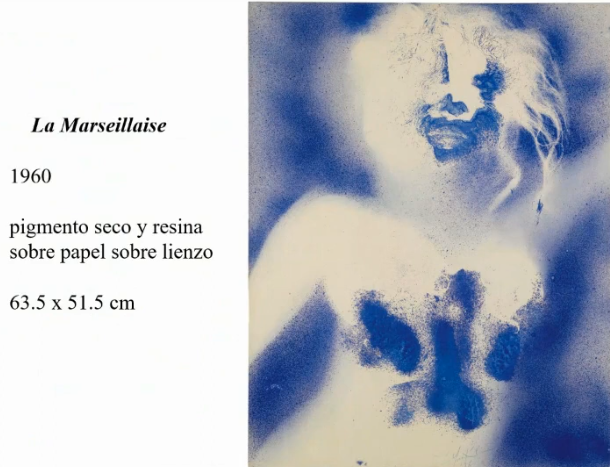 La Marseillaise
1960
pigmento seco y resina
sobre papel sobre lienzo
63.5 x 51.5 cm